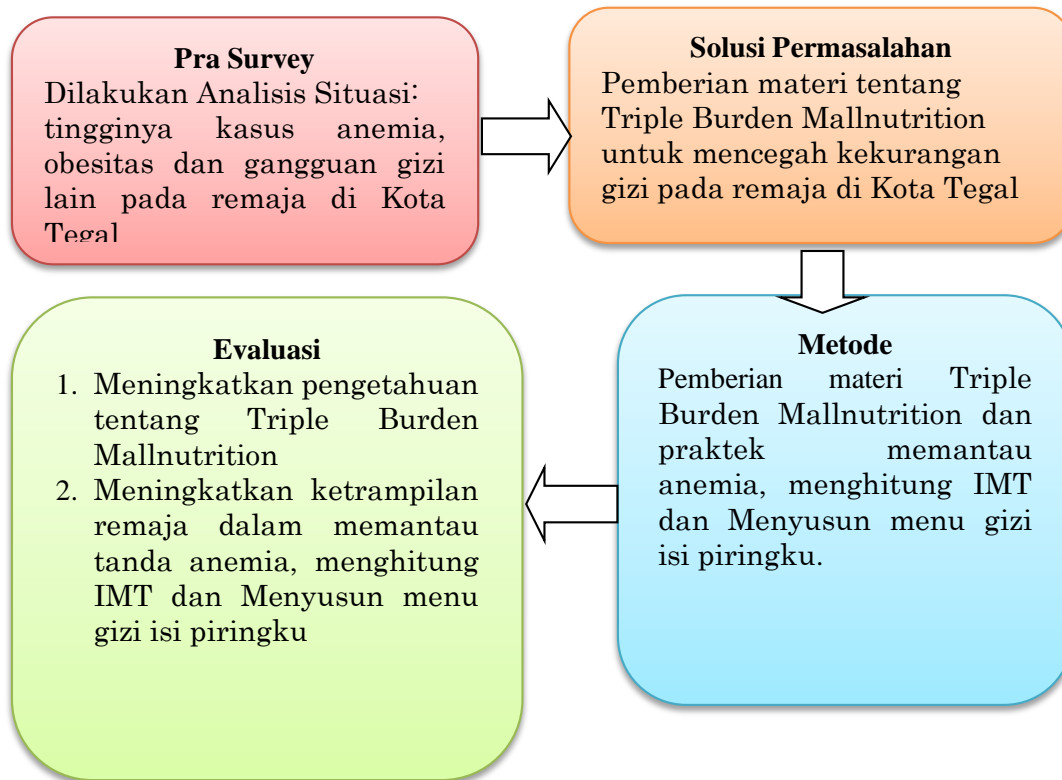 Pra Survey
Dilakukan Analisis Situasi:
tingginya kasus anemia,
obesitas dan gangguan gizi
lain pada remaja di Kota
Tegal
Solusi Permasalahan
Pemberian materi tentang
Triple Burden Mallnutrition
untuk mencegah kekurangan
gizi pada remaja di Kota Tegal
Metode
Pemberian materi Triple
Burden Mallnutrition dan
praktek memantau
anemia, menghitung IMT
dan Menyusun menu gizi
isi piringku.
Evaluasi
1. Meningkatkan pengetahuan
tentang Triple Burden
Mallnutrition
2. Meningkatkan ketrampilan
remaja dalam memantau
tanda anemia, menghitung
IMT dan Menyusun menu
gizi isi piringku